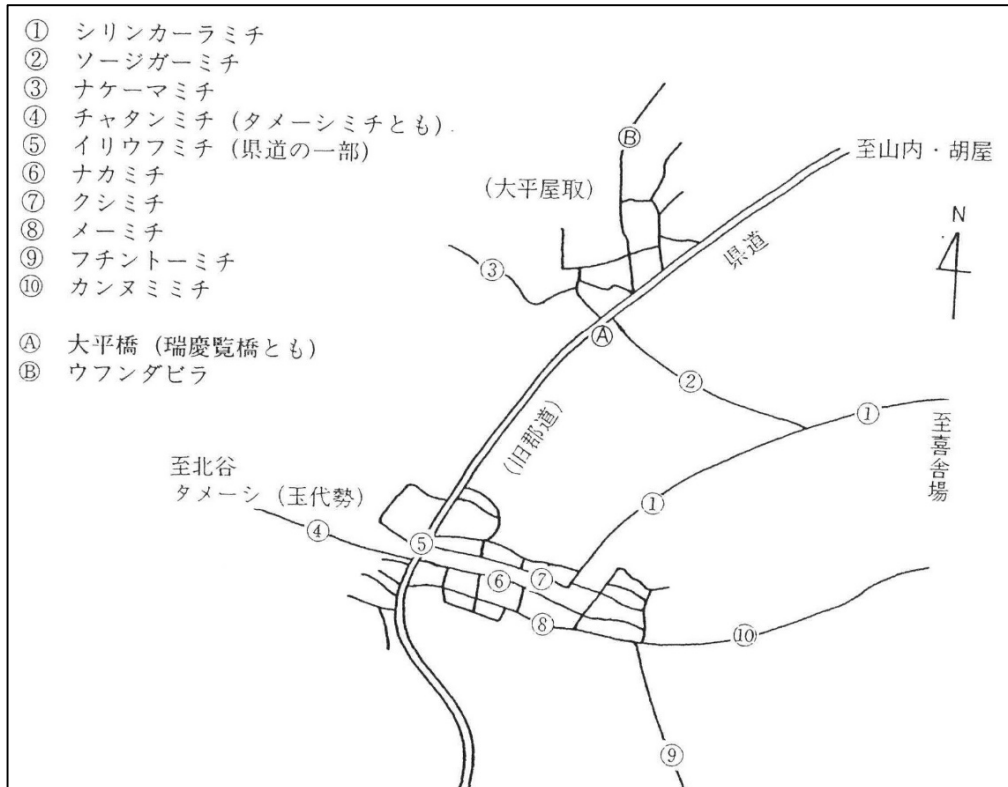 ① シリンカーラミチ
② ソージガーミチ
③ ナケーマミチ
④ チャタンミチ (タメーシミチとも)
⑤ イリウフミチ (県道の一部)
⑥ ナカミチ
⑦ クシミチ
⑧ メーミチ
⑨ フチントーミチ
⑩ カンヌミミチ
Ⓐ 大平橋 (瑞慶覧橋とも)
Ⓑ ウフンダビラ
Ⓑ
至山内・胡屋
(大平屋取)
N
県道
③
Ⓐ
②
①
至喜舎場
(旧郡道)
至北谷
タメーシ (玉代勢)
①
④
⑤
⑥
⑦
⑧
⑩
⑨